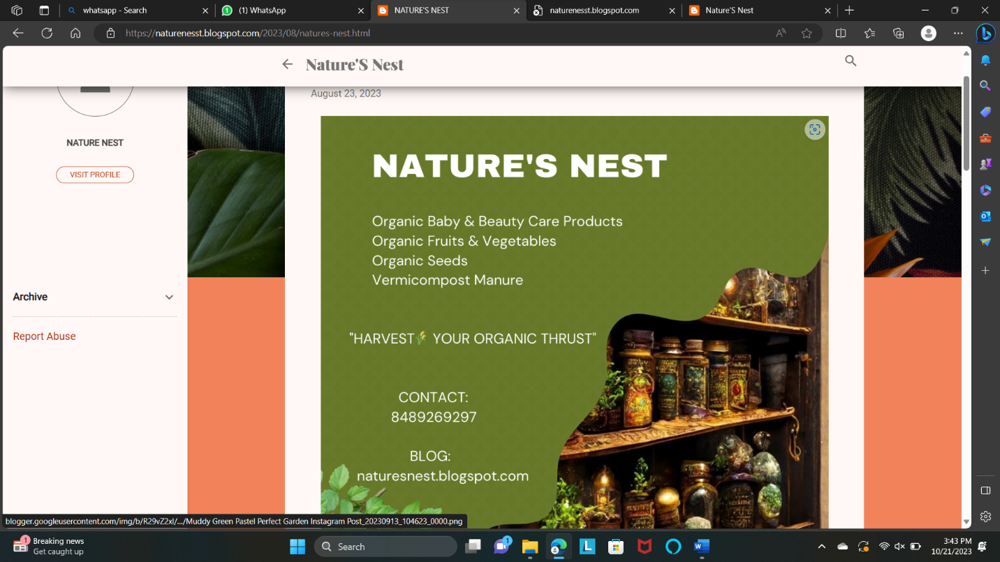 whatsapp - Search
(1) WhatsApp
NATURE'S NEST
naturenesst.blogspot.com
Nature'S Nest
https://naturenesst.blogspot.com/2023/08/natures-nest.html
Nature'S Nest
August 23, 2023
NATURE NEST
VISIT PROFILE
Archive
Report Abuse
NATURE'S NEST
Organic Baby & Beauty Care Products
Organic Fruits & Vegetables
Organic Seeds
Vermicompost Manure
"HARVEST🌾 YOUR ORGANIC THRUST"
CONTACT:
8489269297
BLOG:
naturesnest.blogspot.com
blogger.googleusercontent.com/img/b/R29vZ2xl/.../Muddy Green Pastel Perfect Garden Instagram Post_20230913_104623_0000.png
1
Breaking news
Get caught up
Search
1
3:43 PM
10/21/2023